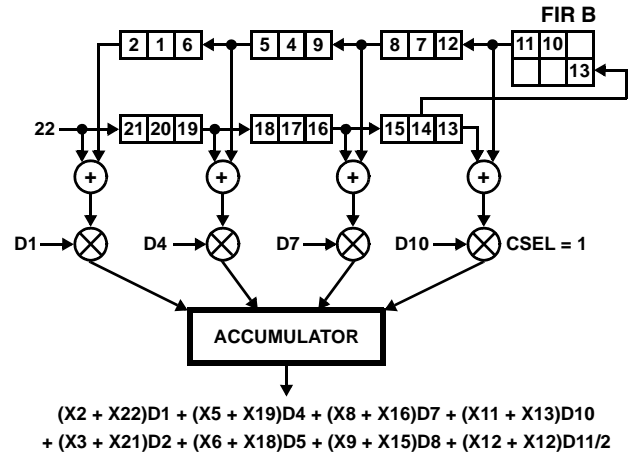 FIR B
2 1 6 5 4 9 8 7 12 11 10
13
22 21 20 19 18 17 16 15 14 13
+ + + +
D1 D4 D7 D10 CSEL = 1
ACCUMULATOR
(X2 + X22)D1 + (X5 + X19)D4 + (X8 + X16)D7 + (X11 + X13)D10
+ (X3 + X21)D2 + (X6 + X18)D5 + (X9 + X15)D8 + (X12 + X12)D11/2